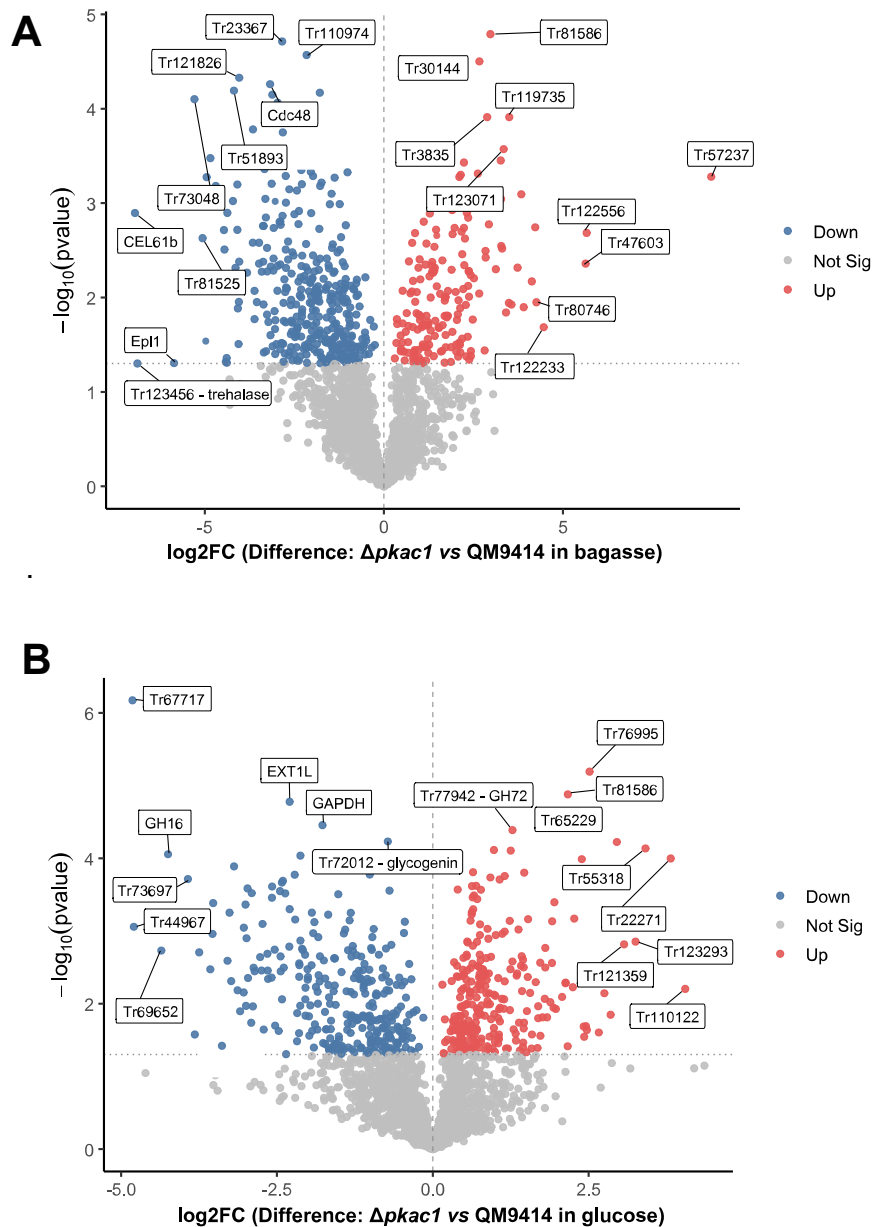 A
5
4
3
2
1
0
−log10(pvalue)
Tr23367
Tr110974
Tr81586
Tr121826
Tr30144
Cdc48
Tr119735
Tr51893
Tr3835
Tr57237
Tr73048
Tr123071
CEL61b
Tr122556
Tr81525
Tr47603
Epl1
Tr80746
Tr123456 - trehalase
Tr122233
Down
Not Sig
Up
-5
0
5
log2FC (Difference: Δpkac1 vs QM9414 in bagasse)
.
B
6
4
2
0
−log10(pvalue)
Tr67717
Tr76995
EXT1L
Tr77942 - GH72
Tr81586
GAPDH
Tr65229
GH16
Tr72012 - glycogenin
Tr73697
Tr55318
Tr44967
Tr22271
Tr123293
Tr121359
Tr69652
Tr110122
Down
Not Sig
Up
-5.0
-2.5
0.0
2.5
log2FC (Difference: Δpkac1 vs QM9414 in glucose)